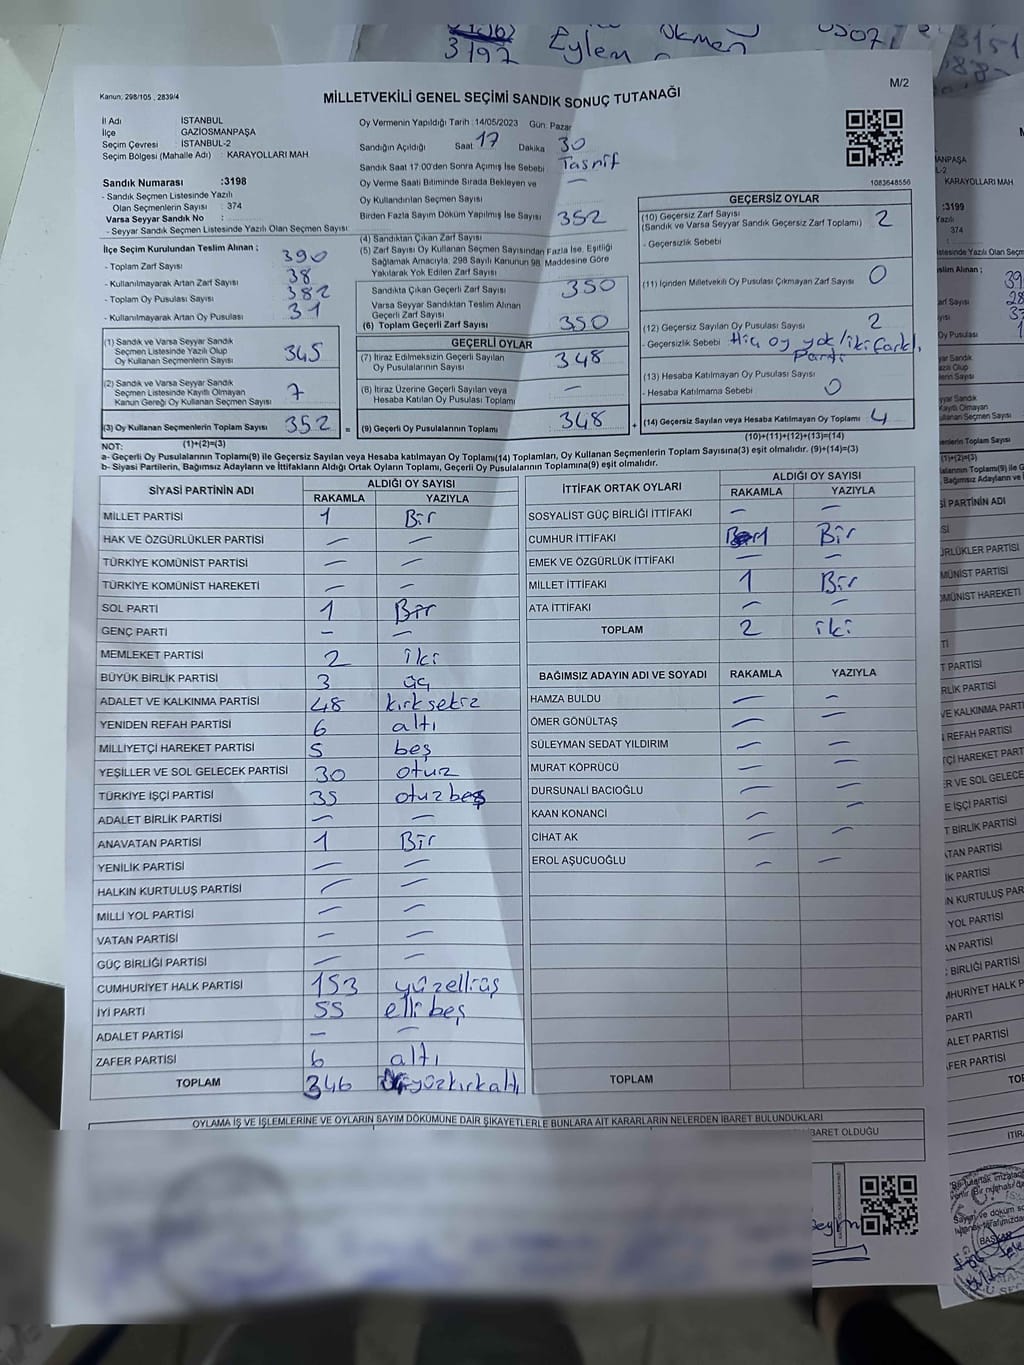 3197 Eylem
Kanun; 298/105 , 2839/4
MİLLETVEKİLİ GENEL SEÇİMİ SANDIK SONUÇ TUTANAĞI
M/2
İl Adı İSTANBUL
İlçe GAZİOSMANPAŞA
Seçim Çevresi : İSTANBUL-2
Seçim Bölgesi (Mahalle Adı) : KARAYOLLARI MAH
Oy Vermenin Yapıldığı Tarih : 14/05/2023 Gün: Pazar
Sandığın Açıldığı Saat 17 Dakika 30
Sandık Saat 17:00'den Sonra Açılmış İse Sebebi Tasnif
Oy Verme Saati Bitiminde Sırada Bekleyen ve —
Oy Kullandırılan Seçmen Sayısı
Birden Fazla Sayım Döküm Yapılmış İse Sayısı 352
1083648556
Sandık Numarası :3198
- Sandık Seçmen Listesinde Yazılı
Olan Seçmenlerin Sayısı : 374
Varsa Seyyar Sandık No :
- Seyyar Sandık Seçmen Listesinde Yazılı Olan Seçmen Sayısı
İlçe Seçim Kurulundan Teslim Alınan ;
- Toplam Zarf Sayısı 390
- Kullanılmayarak Artan Zarf Sayısı 38
- Toplam Oy Pusulası Sayısı 382
- Kullanılmayarak Artan Oy Pusulası 31
(1) Sandık ve Varsa Seyyar Sandık
Seçmen Listesinde Yazılı Olup
Oy Kullanan Seçmenlerin Sayısı 345
(2) Sandık ve Varsa Seyyar Sandık
Seçmen Listesinde Kayıtlı Olmayan
Kanun Gereği Oy Kullanan Seçmen Sayısı 7
(3) Oy Kullanan Seçmenlerin Toplam Sayısı 352 =
(1)+(2)=(3)
(4) Sandıktan Çıkan Zarf Sayısı
(5) Zarf Sayısı Oy Kullanan Seçmen Sayısından Fazla İse, Eşitliği
Sağlamak Amacıyla, 298 Sayılı Kanunun 98. Maddesine Göre
Yakılarak Yok Edilen Zarf Sayısı
Sandıkta Çıkan Geçerli Zarf Sayısı 350
Varsa Seyyar Sandıktan Teslim Alınan
Geçerli Zarf Sayısı
(6) Toplam Geçerli Zarf Sayısı 350
GEÇERLİ OYLAR
(7) İtiraz Edilmeksizin Geçerli Sayılan
Oy Pusulalarının Sayısı 348
(8) İtiraz Üzerine Geçerli Sayılan veya
Hesaba Katılan Oy Pusulası Toplamı —
(9) Geçerli Oy Pusulalarının Toplamı 348 +
GEÇERSİZ OYLAR
(10) Geçersiz Zarf Sayısı 2
(Sandık ve Varsa Seyyar Sandık Geçersiz Zarf Toplamı)
- Geçersizlik Sebebi
(11) İçinden Milletvekili Oy Pusulası Çıkmayan Zarf Sayısı 0
(12) Geçersiz Sayılan Oy Pusulası Sayısı 2
- Geçersizlik Sebebi Hiç oy yok/iki farklı
Parti
(13) Hesaba Katılmayan Oy Pusulası Sayısı
- Hesaba Katılmama Sebebi 0
(14) Geçersiz Sayılan veya Hesaba Katılmayan Oy Toplamı 4
(10)+(11)+(12)+(13)=(14)
NOT:
a- Geçerli Oy Pusulalarının Toplamı(9) ile Geçersiz Sayılan veya Hesaba katılmayan Oy Toplamı(14) Toplamları, Oy Kullanan Seçmenlerin Toplam Sayısına(3) eşit olmalıdır. (9)+(14)=(3)
b- Siyasi Partilerin, Bağımsız Adayların ve İttifakların Aldığı Ortak Oyların Toplamı, Geçerli Oy Pusulalarının Toplamına(9) eşit olmalıdır.
SİYASİ PARTİNİN ADI ALDIĞI OY SAYISI
RAKAMLA YAZIYLA
MİLLET PARTİSİ 1 Bir
HAK VE ÖZGÜRLÜKLER PARTİSİ — —
TÜRKİYE KOMÜNİST PARTİSİ — —
TÜRKİYE KOMÜNİST HAREKETİ — —
SOL PARTİ 1 Bir
GENÇ PARTİ — —
MEMLEKET PARTİSİ 2 iki
BÜYÜK BİRLİK PARTİSİ 3 üç
ADALET VE KALKINMA PARTİSİ 48 kırksekiz
YENİDEN REFAH PARTİSİ 6 altı
MİLLİYETÇİ HAREKET PARTİSİ 5 beş
YEŞİLLER VE SOL GELECEK PARTİSİ 30 otuz
TÜRKİYE İŞÇİ PARTİSİ 35 otuzbeş
ADALET BİRLİK PARTİSİ — —
ANAVATAN PARTİSİ 1 Bir
YENİLİK PARTİSİ — —
HALKIN KURTULUŞ PARTİSİ — —
MİLLİ YOL PARTİSİ — —
VATAN PARTİSİ — —
GÜÇ BİRLİĞİ PARTİSİ — —
CUMHURİYET HALK PARTİSİ 153 yüzelliüç
İYİ PARTİ 55 elli beş
ADALET PARTİSİ — —
ZAFER PARTİSİ 6 altı
TOPLAM 346 üçyüzkırkaltı
İTTİFAK ORTAK OYLARI ALDIĞI OY SAYISI
RAKAMLA YAZIYLA
SOSYALİST GÜÇ BİRLİĞİ İTTİFAKI — —
CUMHUR İTTİFAKI 1 Bir
EMEK VE ÖZGÜRLÜK İTTİFAKI — —
MİLLET İTTİFAKI 1 Bir
ATA İTTİFAKI — —
TOPLAM 2 iki
BAĞIMSIZ ADAYIN ADI VE SOYADI RAKAMLA YAZIYLA
HAMZA BULDU — —
ÖMER GÖNÜLTAŞ — —
SÜLEYMAN SEDAT YILDIRIM — —
MURAT KÖPRÜCÜ — —
DURSUNALİ BACIOĞLU — —
KAAN KONANCİ — —
CİHAT AK — —
EROL AŞUCUOĞLU — —
TOPLAM
OYLAMA İŞ VE İŞLEMLERİNE VE OYLARIN SAYIM DÖKÜMÜNE DAİR ŞİKAYETLERLE BUNLARA AİT KARARLARIN NELERDEN İBARET BULUNDUKLARI
BARET OLDUĞU
KARAYOLLARI MAH
:3199
374